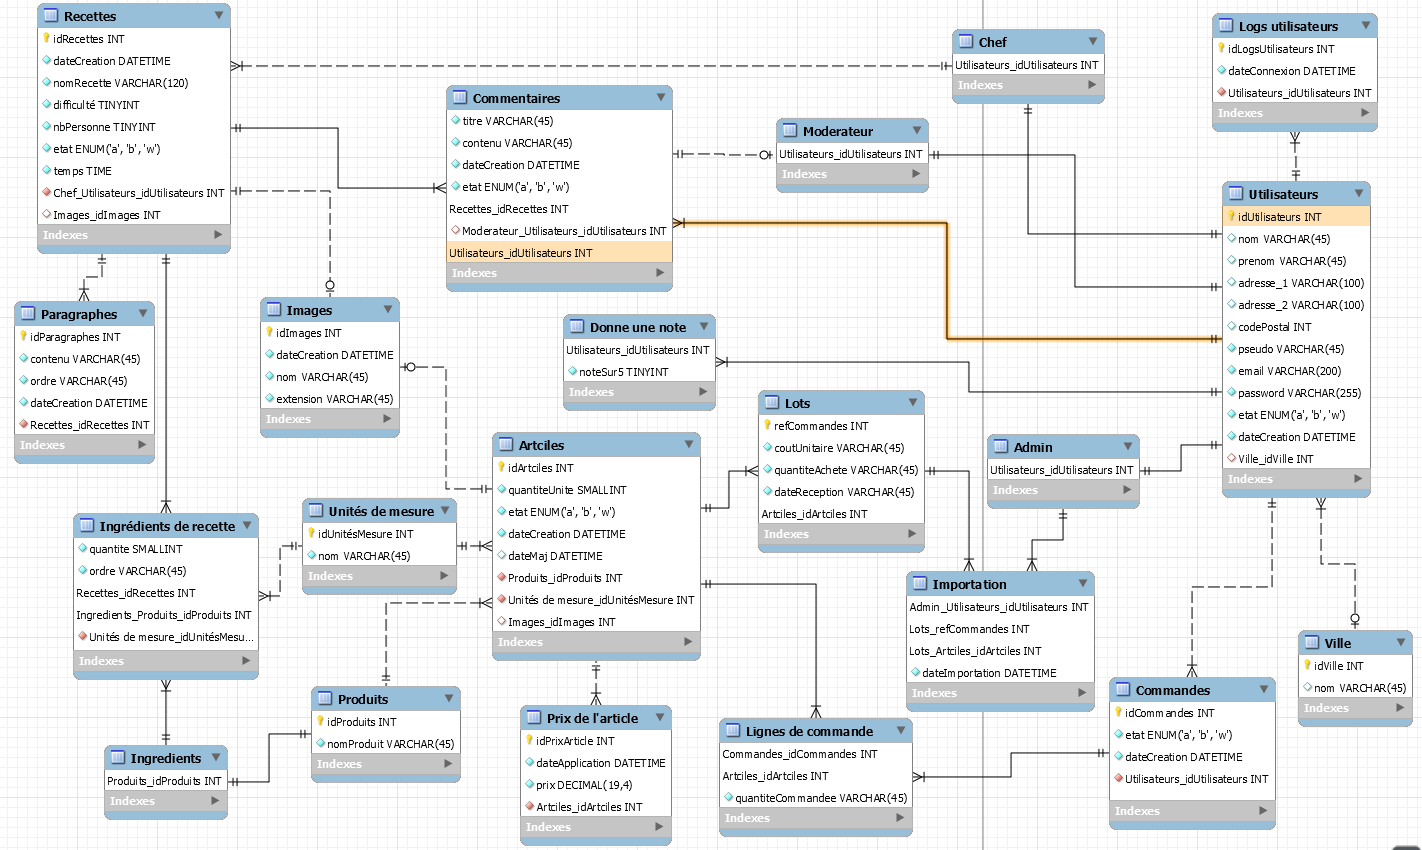 Recettes
idRecettes INT
dateCreation DATETIME
nomRecette VARCHAR(120)
difficulté TINYINT
nbPersonne TINYINT
etat ENUM('a', 'b', 'w')
temps TIME
Chef_Utilisateurs_idUtilisateurs INT
Images_idImages INT
Indexes
Chef
Utilisateurs_idUtilisateurs INT
Indexes
Logs utilisateurs
idLogsUtilisateurs INT
dateConnexion DATETIME
Utilisateurs_idUtilisateurs INT
Indexes
Commentaires
titre VARCHAR(45)
contenu VARCHAR(45)
dateCreation DATETIME
etat ENUM('a', 'b', 'w')
Recettes_idRecettes INT
Moderateur_Utilisateurs_idUtilisateurs INT
Utilisateurs_idUtilisateurs INT
Indexes
Moderateur
Utilisateurs_idUtilisateurs INT
Indexes
Utilisateurs
idUtilisateurs INT
nom VARCHAR(45)
prenom VARCHAR(45)
adresse_1 VARCHAR(100)
adresse_2 VARCHAR(100)
codePostal INT
pseudo VARCHAR(45)
email VARCHAR(200)
password VARCHAR(255)
etat ENUM('a', 'b', 'w')
dateCreation DATETIME
Ville_idVille INT
Indexes
Paragraphes
idParagraphes INT
contenu VARCHAR(45)
ordre VARCHAR(45)
dateCreation DATETIME
Recettes_idRecettes INT
Indexes
Images
idImages INT
dateCreation DATETIME
nom VARCHAR(45)
extension VARCHAR(45)
Indexes
Donne une note
Utilisateurs_idUtilisateurs INT
noteSur5 TINYINT
Indexes
Lots
refCommandes INT
coutUnitaire VARCHAR(45)
quantiteAchete VARCHAR(45)
dateReception VARCHAR(45)
Artciles_idArtciles INT
Indexes
Artciles
idArtciles INT
quantiteUnite SMALLINT
etat ENUM('a', 'b', 'w')
dateCreation DATETIME
dateMaj DATETIME
Produits_idProduits INT
Unités de mesure_idUnitésMesure INT
Images_idImages INT
Indexes
Admin
Utilisateurs_idUtilisateurs INT
Indexes
Unités de mesure
idUnitésMesure INT
nom VARCHAR(45)
Indexes
Ingrédients de recette
quantite SMALLINT
ordre VARCHAR(45)
Recettes_idRecettes INT
Ingredients_Produits_idProduits INT
Unités de mesure_idUnitésMesu...
Indexes
Importation
Admin_Utilisateurs_idUtilisateurs INT
Lots_refCommandes INT
Lots_Artciles_idArtciles INT
dateImportation DATETIME
Indexes
Ville
idVille INT
nom VARCHAR(45)
Indexes
Produits
idProduits INT
nomProduit VARCHAR(45)
Indexes
Commandes
idCommandes INT
etat ENUM('a', 'b', 'w')
dateCreation DATETIME
Utilisateurs_idUtilisateurs INT
Indexes
Prix de l'article
idPrixArticle INT
dateApplication DATETIME
prix DECIMAL(19,4)
Artciles_idArtciles INT
Indexes
Lignes de commande
Commandes_idCommandes INT
Artciles_idArtciles INT
quantiteCommandee VARCHAR(45)
Indexes
Ingredients
Produits_idProduits INT
Indexes